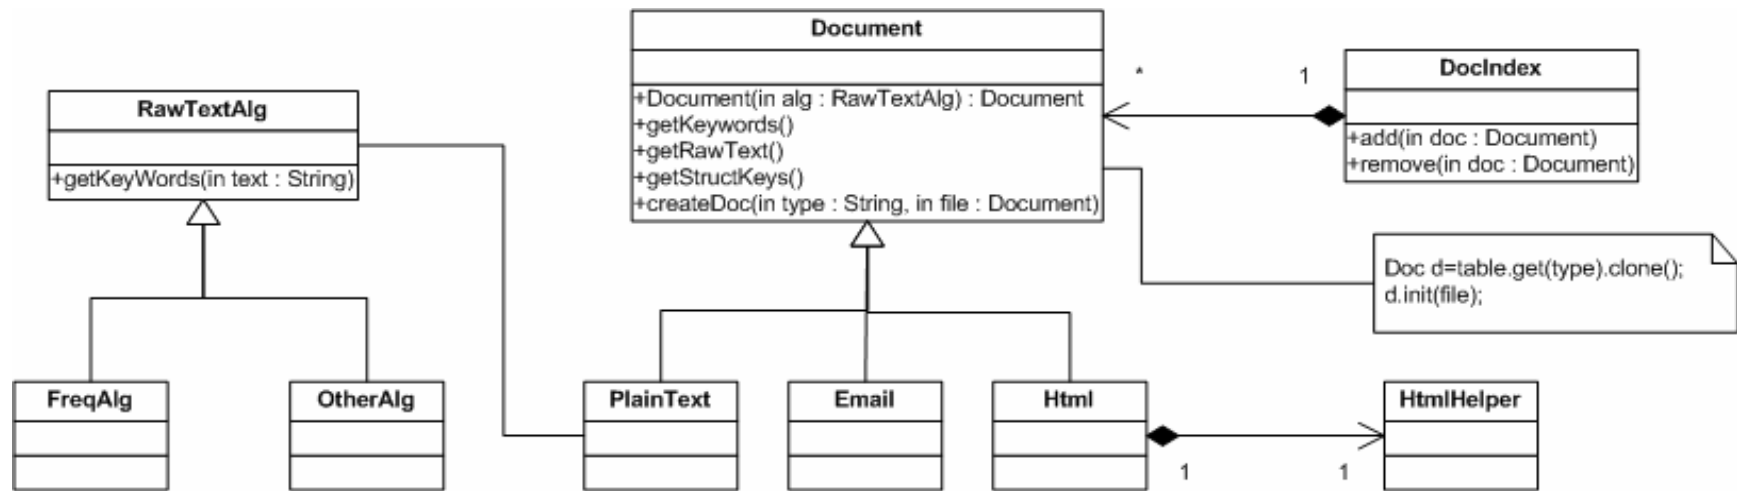 Document
+Document(in alg : RawTextAlg) : Document
+getKeywords()
+getRawText()
+getStructKeys()
+createDoc(in type : String, in file : Document)
*
1
DocIndex
+add(in doc : Document)
+remove(in doc : Document)
RawTextAlg
+getKeyWords(in text : String)
Doc d=table.get(type).clone();
d.init(file);
FreqAlg
OtherAlg
PlainText
Email
Html
HtmlHelper
1
1